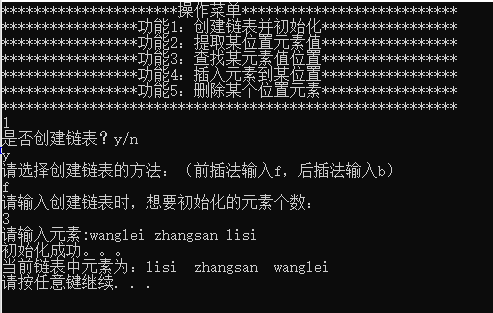 **********************操作菜单***************************
*****************功能1：创建链表并初始化*****************
*****************功能2：提取某位置元素值*****************
*****************功能3：查找某元素值位置*****************
*****************功能4：插入元素到某位置*****************
*****************功能5：删除某个位置元素*****************
*********************************************************
1
是否创建链表？y/n
y
请选择创建链表的方法：（前插法输入f，后插法输入b）
f
请输入创建链表时，想要初始化的元素个数：
3
请输入元素:wanglei zhangsan lisi
初始化成功。。。
当前链表中元素为：lisi  zhangsan  wanglei
请按任意键继续. . .